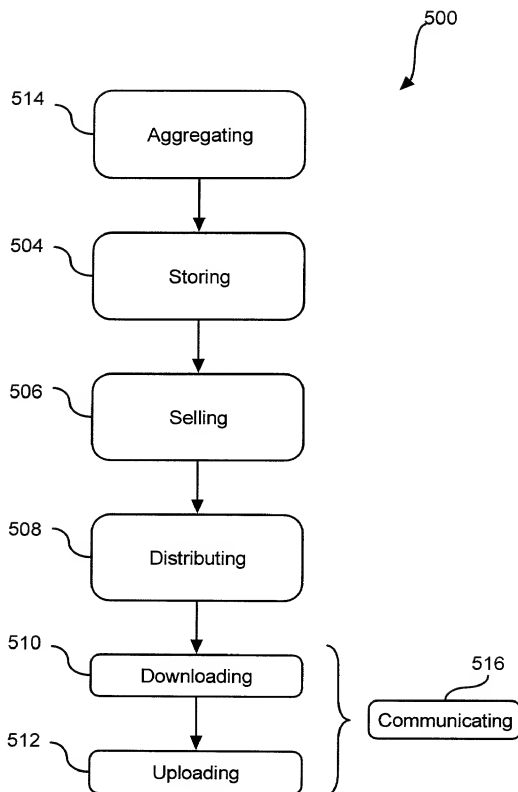 500
514
Aggregating
504
Storing
506
Selling
508
Distributing
510
Downloading
516
Communicating
512
Uploading